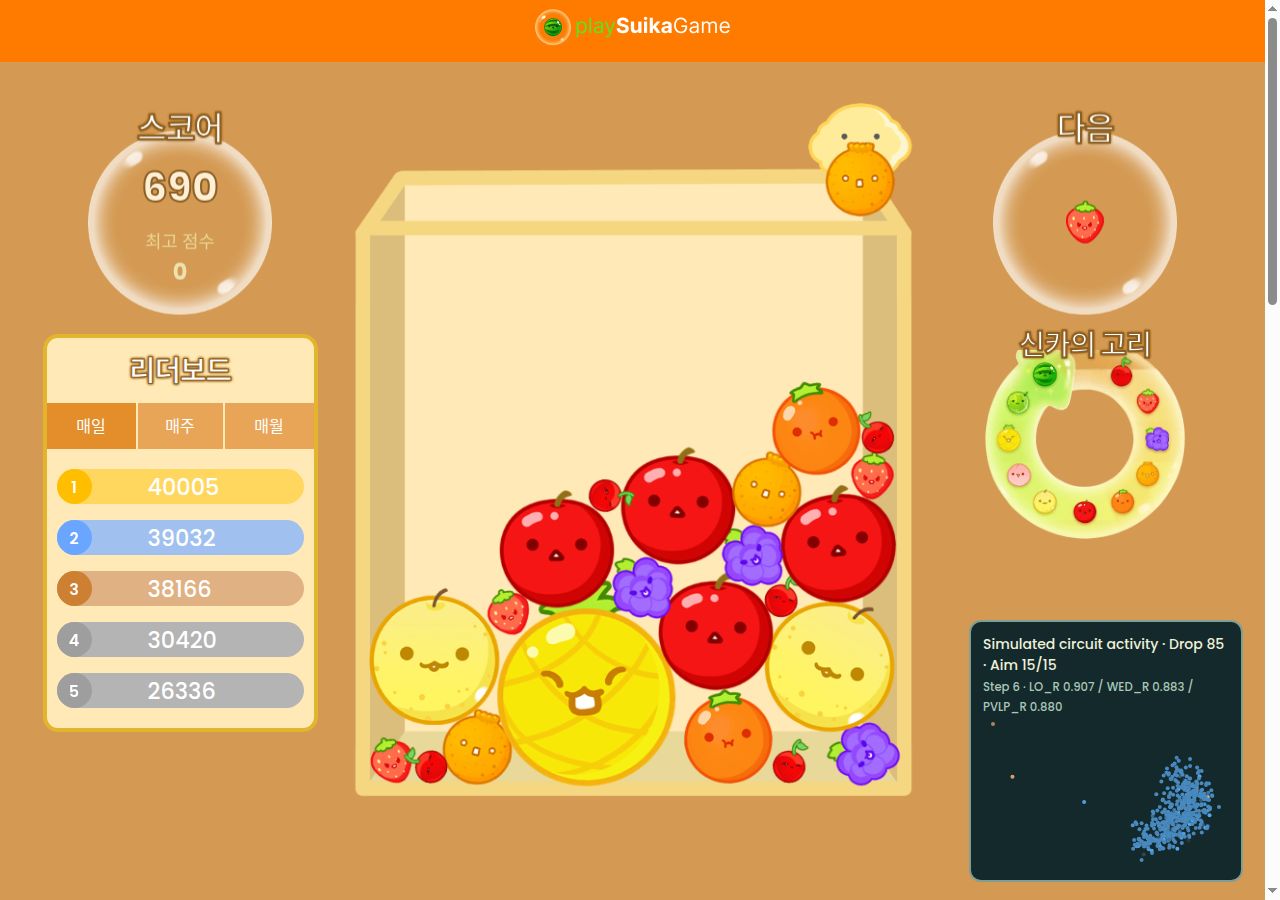 playSuikaGame
스코어
690
최고 점수
0
리더보드
매일 매주 매월
1 40005
2 39032
3 38166
4 30420
5 26336
다음
신카의 고리
Simulated circuit activity · Drop 85
· Aim 15/15
Step 6 · LO_R 0.907 / WED_R 0.883 /
PVLP_R 0.880